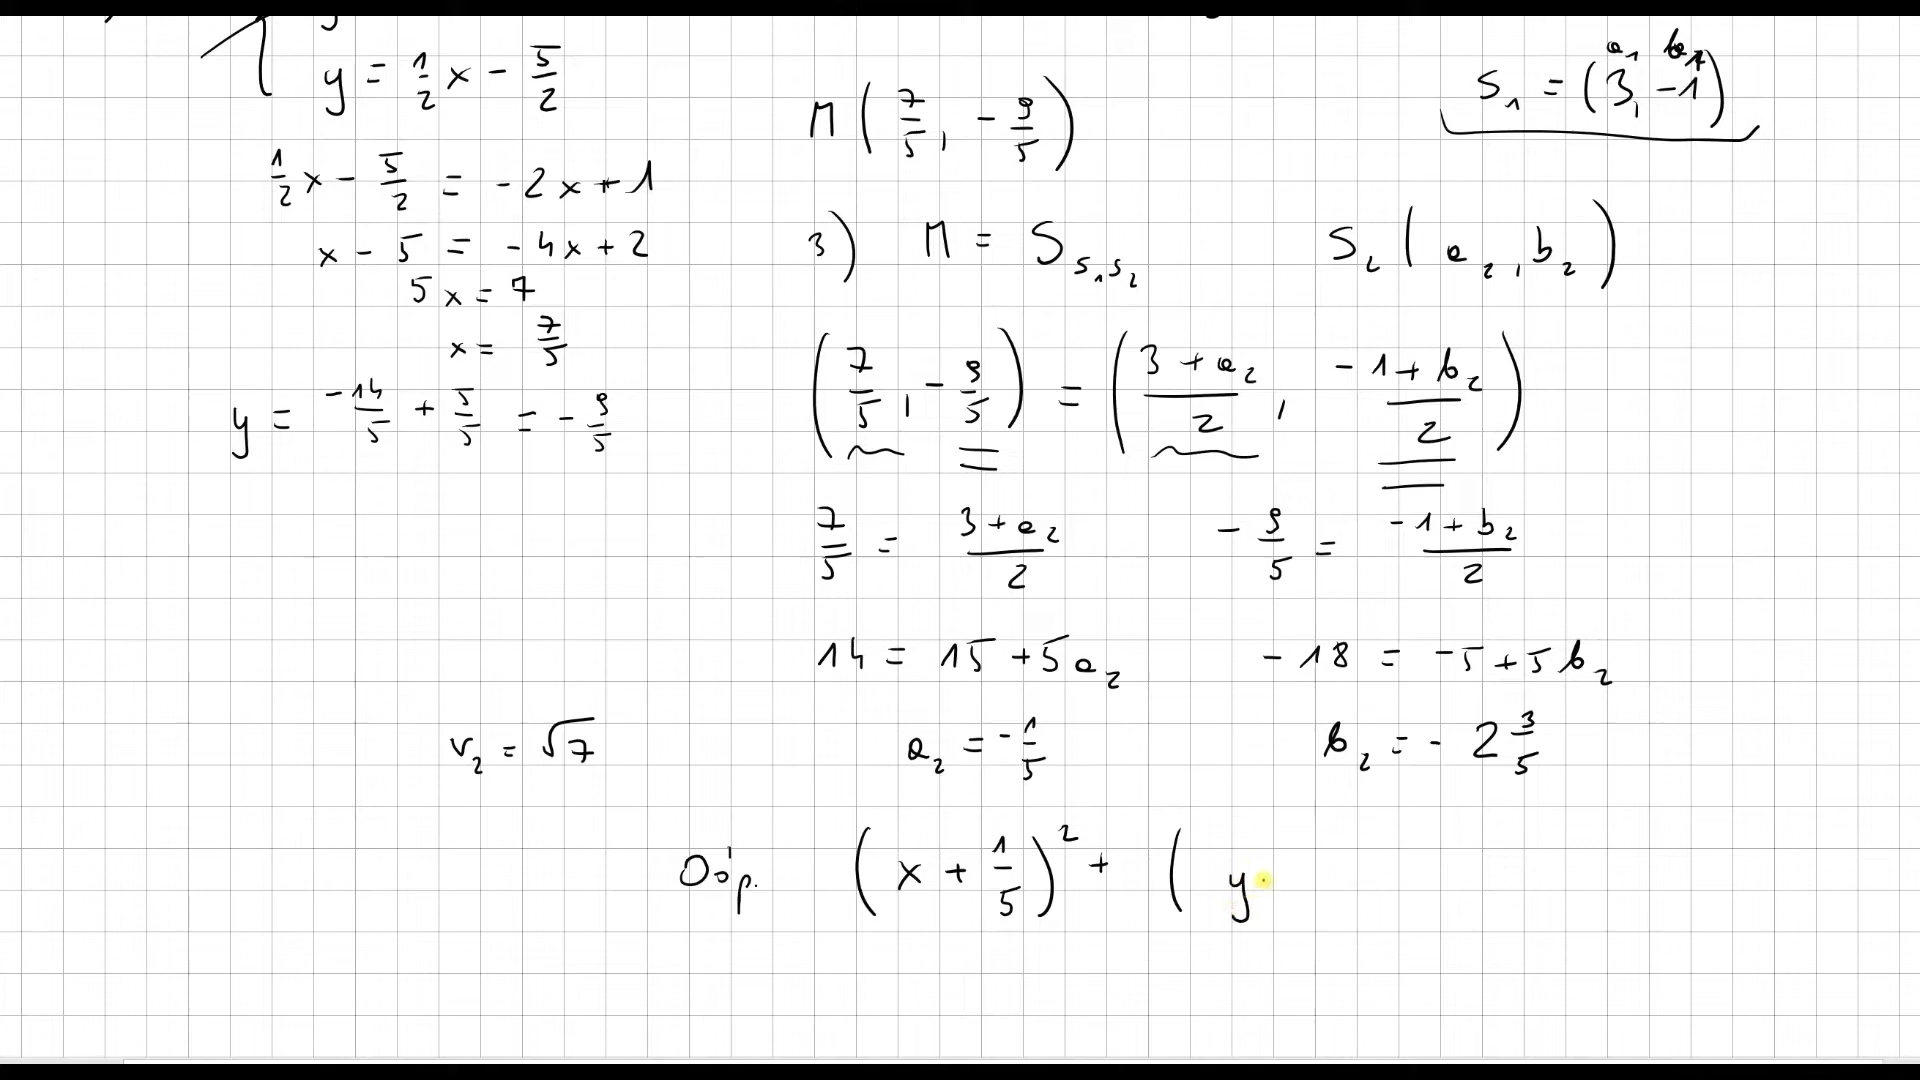 y = 1/2 x - 5/2
1/2 x - 5/2 = -2x + 1
x - 5 = -4x + 2
5x = 7
x = 7/5
y = -14/5 + 5/5 = -9/5
M (7/5, -9/5)
a₁ b₁
S₁ = (3, -1)
3) M = S_{S₁S₂}
S₂ (a₂, b₂)
(7/5, -9/5) = ((3 + a₂)/2, (-1 + b₂)/2)
7/5 = (3 + a₂)/2
-9/5 = (-1 + b₂)/2
14 = 15 + 5a₂
-18 = -5 + 5b₂
r₂ = √7
a₂ = -1/5
b₂ = -2 3/5
Odp. (x + 1/5)² + ( y